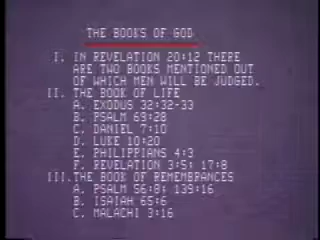 THE BOOKS OF GOD
I. IN REVELATION 20:12 THERE
ARE TWO BOOKS MENTIONED OUT
OF WHICH MEN WILL BE JUDGED.
II. THE BOOK OF LIFE
A. EXODUS 32:32-33
B. PSALM 69:28
C. DANIEL 7:10
D. LUKE 10:20
E. PHILIPPIANS 4:3
F. REVELATION 3:5; 17:8
III.THE BOOK OF REMEMBRANCES
A. PSALM 56:8; 139:16
B. ISAIAH 65:6
C. MALACHI 3:16